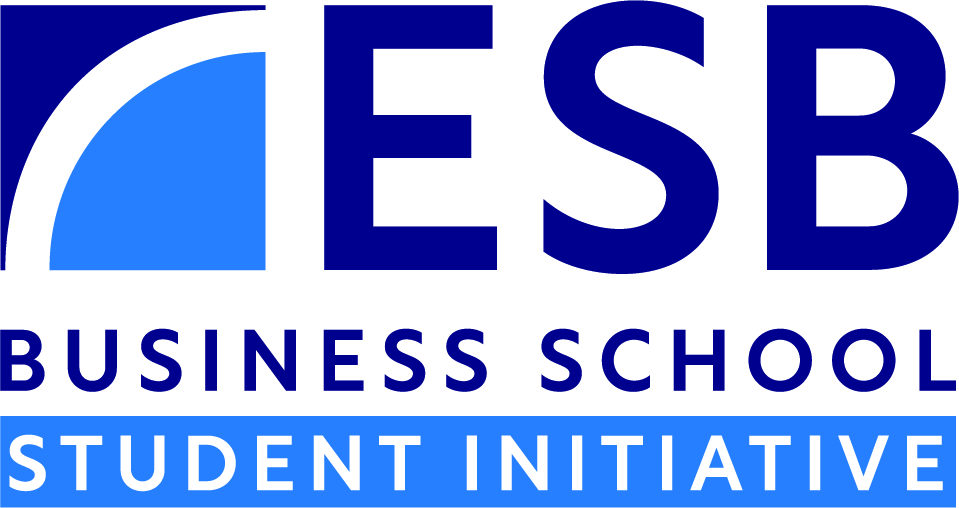 ESB
BUSINESS SCHOOL
STUDENT INITIATIVE